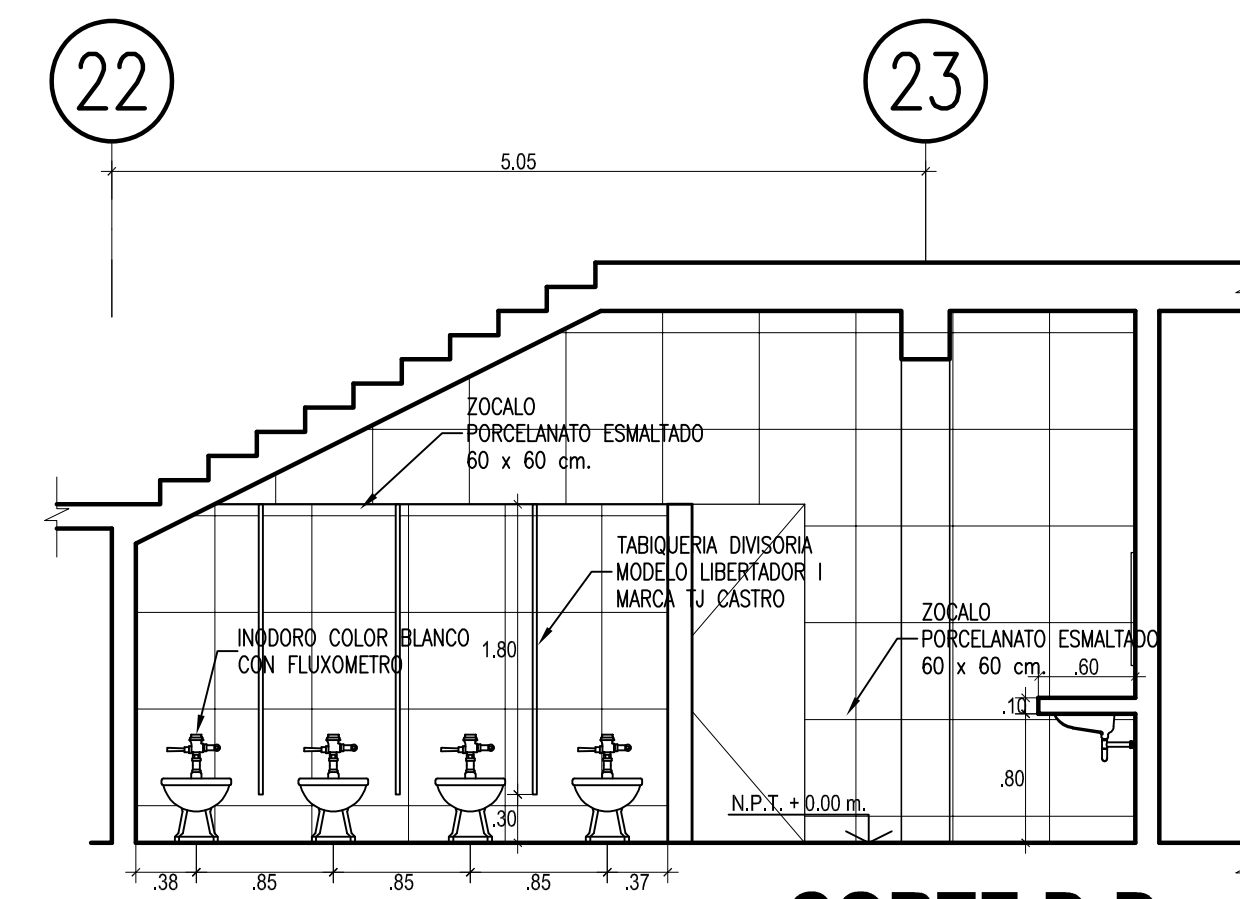 22
23
5.05
ZOCALO
PORCELANATO ESMALTADO
60 x 60 cm.
TABIQUERIA DIVISORIA
MODELO LIBERTADOR I
MARCA TJ CASTRO
INODORO COLOR BLANCO
CON FLUXOMETRO
1.80
ZOCALO
PORCELANATO ESMALTADO
60 x 60 cm.
.60
.10
.80
N.P.T. + 0.00 m.
.30
.38
.85
.85
.85
.37